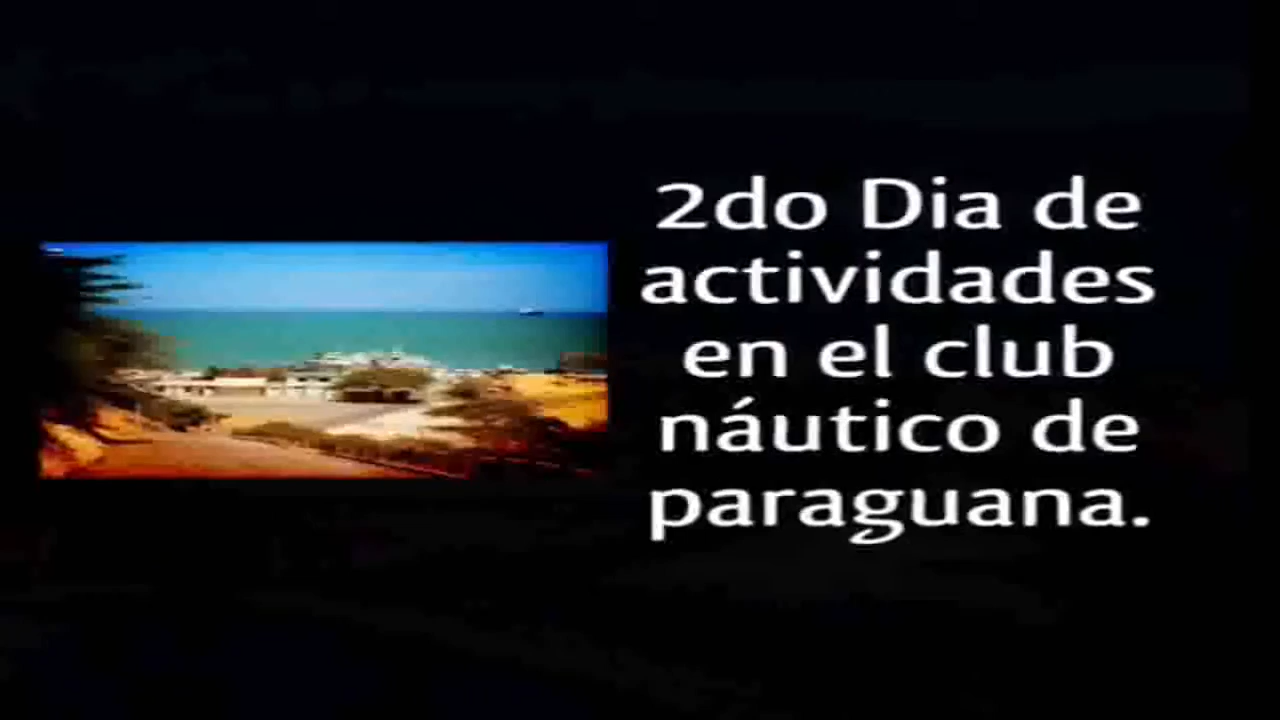 2do Dia de
actividades
en el club
náutico de
paraguana.